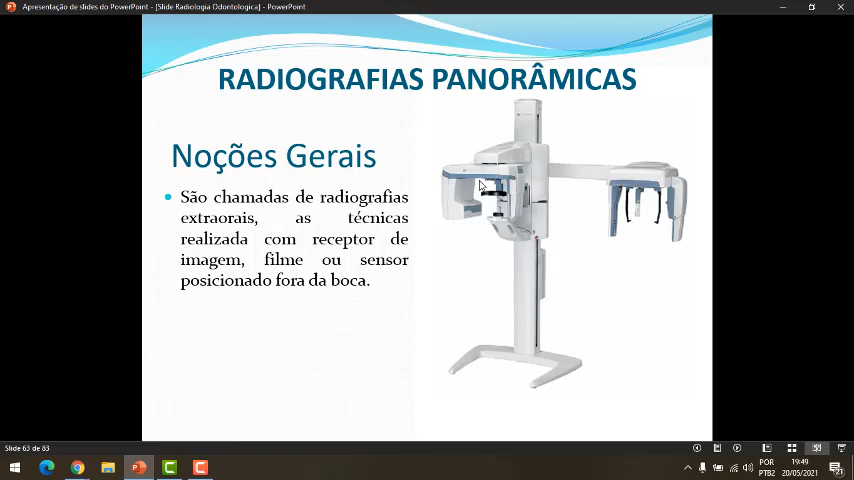 Apresentação de slides do PowerPoint - [Slide Radiologia Odontologica] - PowerPoint
RADIOGRAFIAS PANORÂMICAS
Noções Gerais
São chamadas de radiografias
extraorais, as técnicas
realizada com receptor de
imagem, filme ou sensor
posicionado fora da boca.
Slide 63 de 83
POR
PTB2
19:49
20/05/2021
21